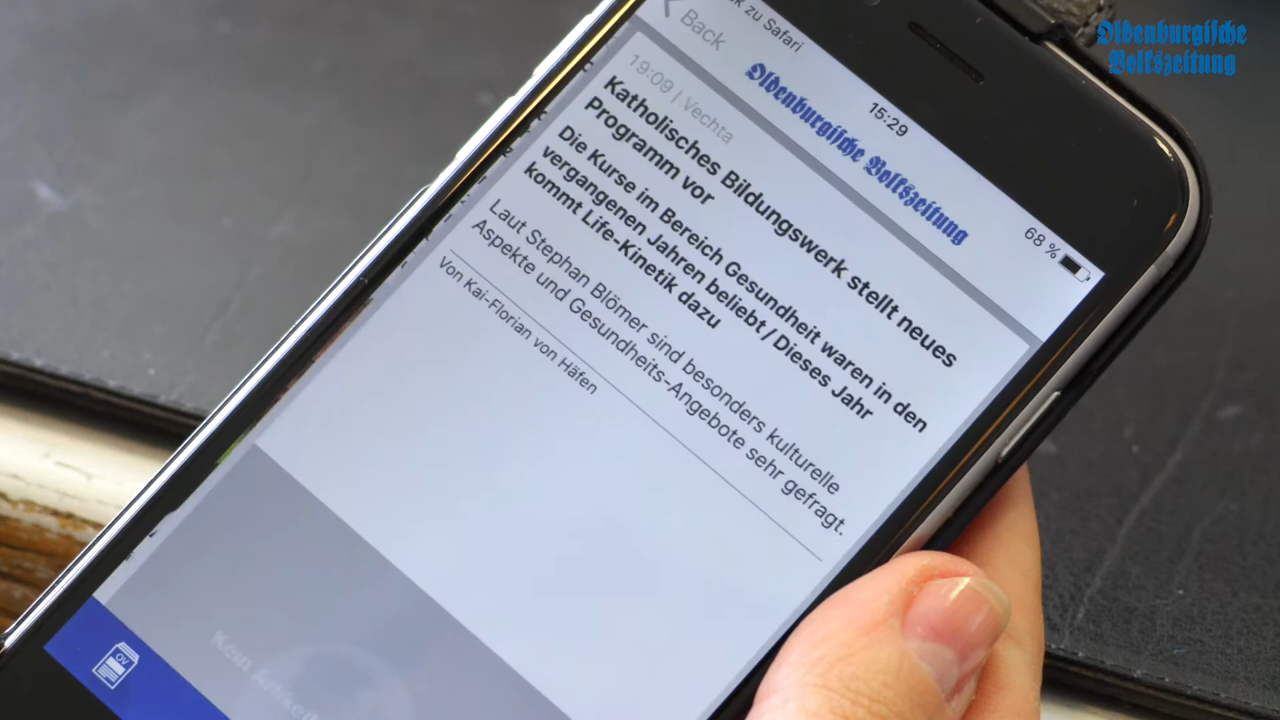 Oldenburgische
Volkszeitung
k zu Safari
15:29
68 %
Back
Oldenburgische Volkszeitung
19:09 | Vechta
Katholisches Bildungswerk stellt neues
Programm vor
Die Kurse im Bereich Gesundheit waren in den
vergangenen Jahren beliebt / Dieses Jahr
kommt Life-Kinetik dazu
Laut Stephan Blömer sind besonders kulturelle
Aspekte und Gesundheits-Angebote sehr gefragt.
Von Kai-Florian von Häfen
Kein
OV